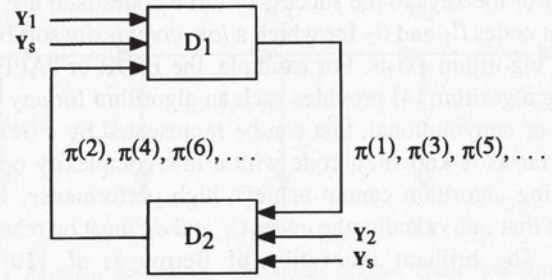 Y1
Ys
D1
π(2), π(4), π(6), ...
π(1), π(3), π(5), ...
D2
Y2
Ys